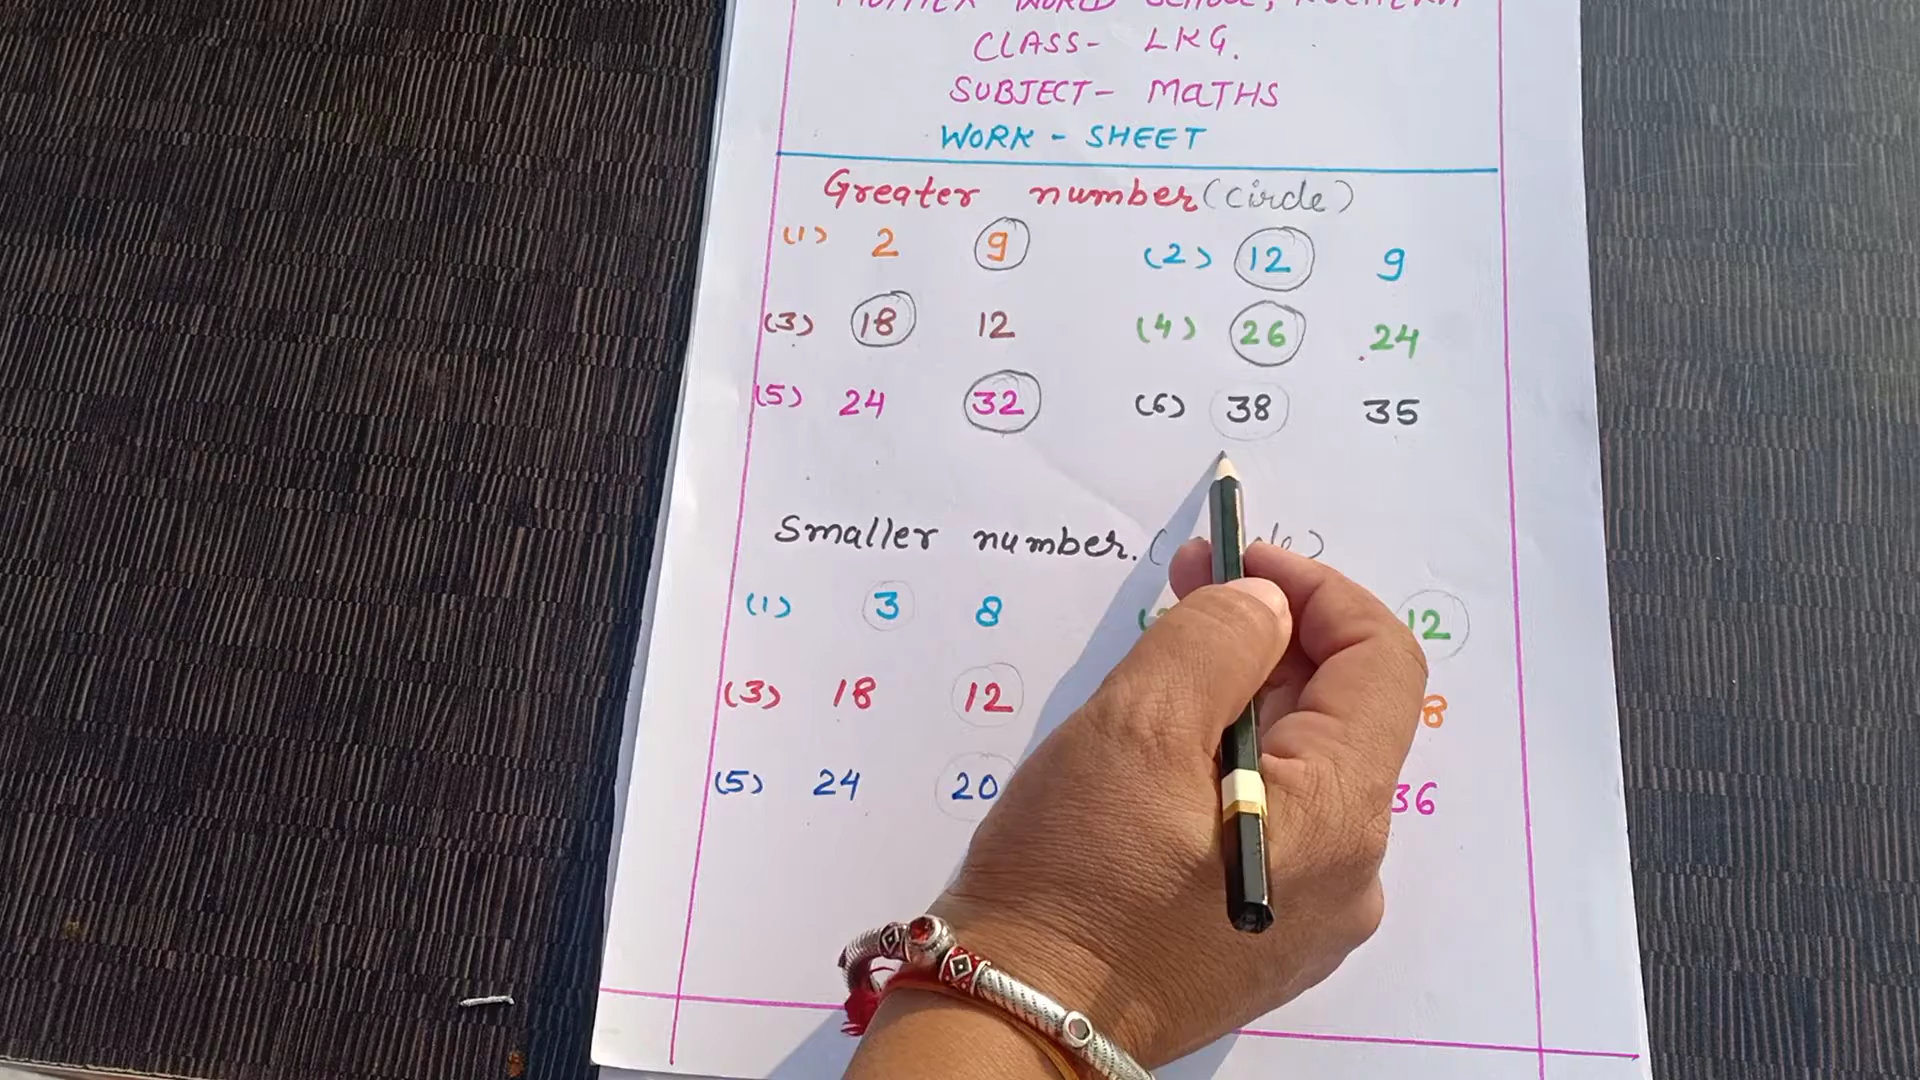 WORLD SCHOOL,
CLASS- LKG.
SUBJECT- MATHS
WORK - SHEET
Greater number (circle)
(1) 2 9 (2) 12 9
(3) 18 12 (4) 26 24
(5) 24 32 (6) 38 35
Smaller number.
(1) 3 8 12
(3) 18 12 8
(5) 24 20 36